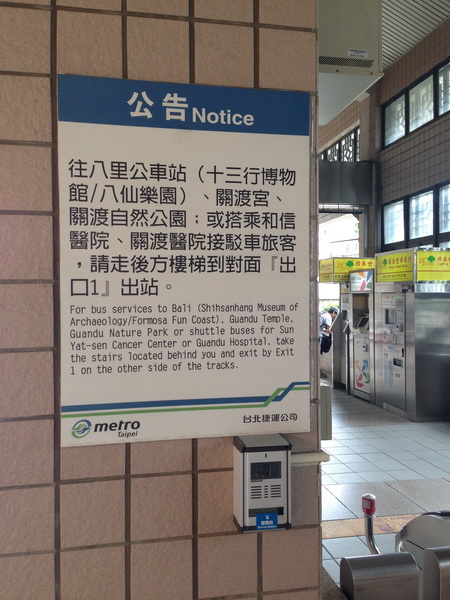 公告Notice
往八里公車站（十三行博物
館/八仙樂園）、關渡宮、
關渡自然公園；或搭乘和信
醫院、關渡醫院接駁車旅客
，請走後方樓梯到對面『出
口1』出站。
For bus services to Bali (Shihsanhang Museum of
Archaeology/Formosa Fun Coast), Guandu Temple,
Guandu Nature Park or shuttle buses for Sun
Yat-sen Cancer Center or Guandu Hospital, take
the stairs located behind you and exit by Exit
1 on the other side of the tracks.
metro
Taipei
台北捷運公司